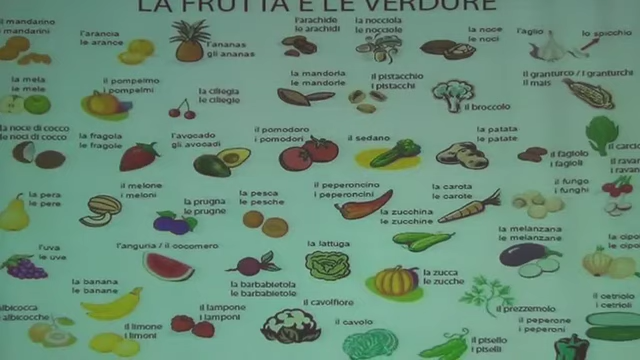 LA FRUTTA E LE VERDURE
il mandarino
i mandarini
l'arancia
le arance
l'ananas
gli ananas
l'arachide
le arachidi
la nocciola
le nocciole
la noce
le noci
l'aglio
lo spicchio
la mela
le mele
il pompelmo
i pompelmi
la ciliegia
le ciliegie
la mandorla
le mandorle
il pistacchio
i pistacchi
il broccolo
il granturco / i granturchi
il mais
la noce di cocco
le noci di cocco
la fragola
le fragole
l'avocado
gli avocadi
il pomodoro
i pomodori
il sedano
la patata
le patate
il fagiolo
i fagioli
la pera
le pere
il melone
i meloni
la prugna
le prugne
la pesca
le pesche
il peperoncino
i peperoncini
la zucchina
le zucchine
la carota
le carote
il fungo
i funghi
l'uva
le uve
l'anguria / il cocomero
la barbabietola
le barbabietole
la lattuga
la zucca
le zucche
la melanzana
le melanzane
la banana
le banane
il limone
i limoni
il lampone
i lamponi
il cavolfiore
il cavolo
il prezzemolo
il pisello
i piselli
il peperone
i peperoni
il cetriolo
i cetrioli